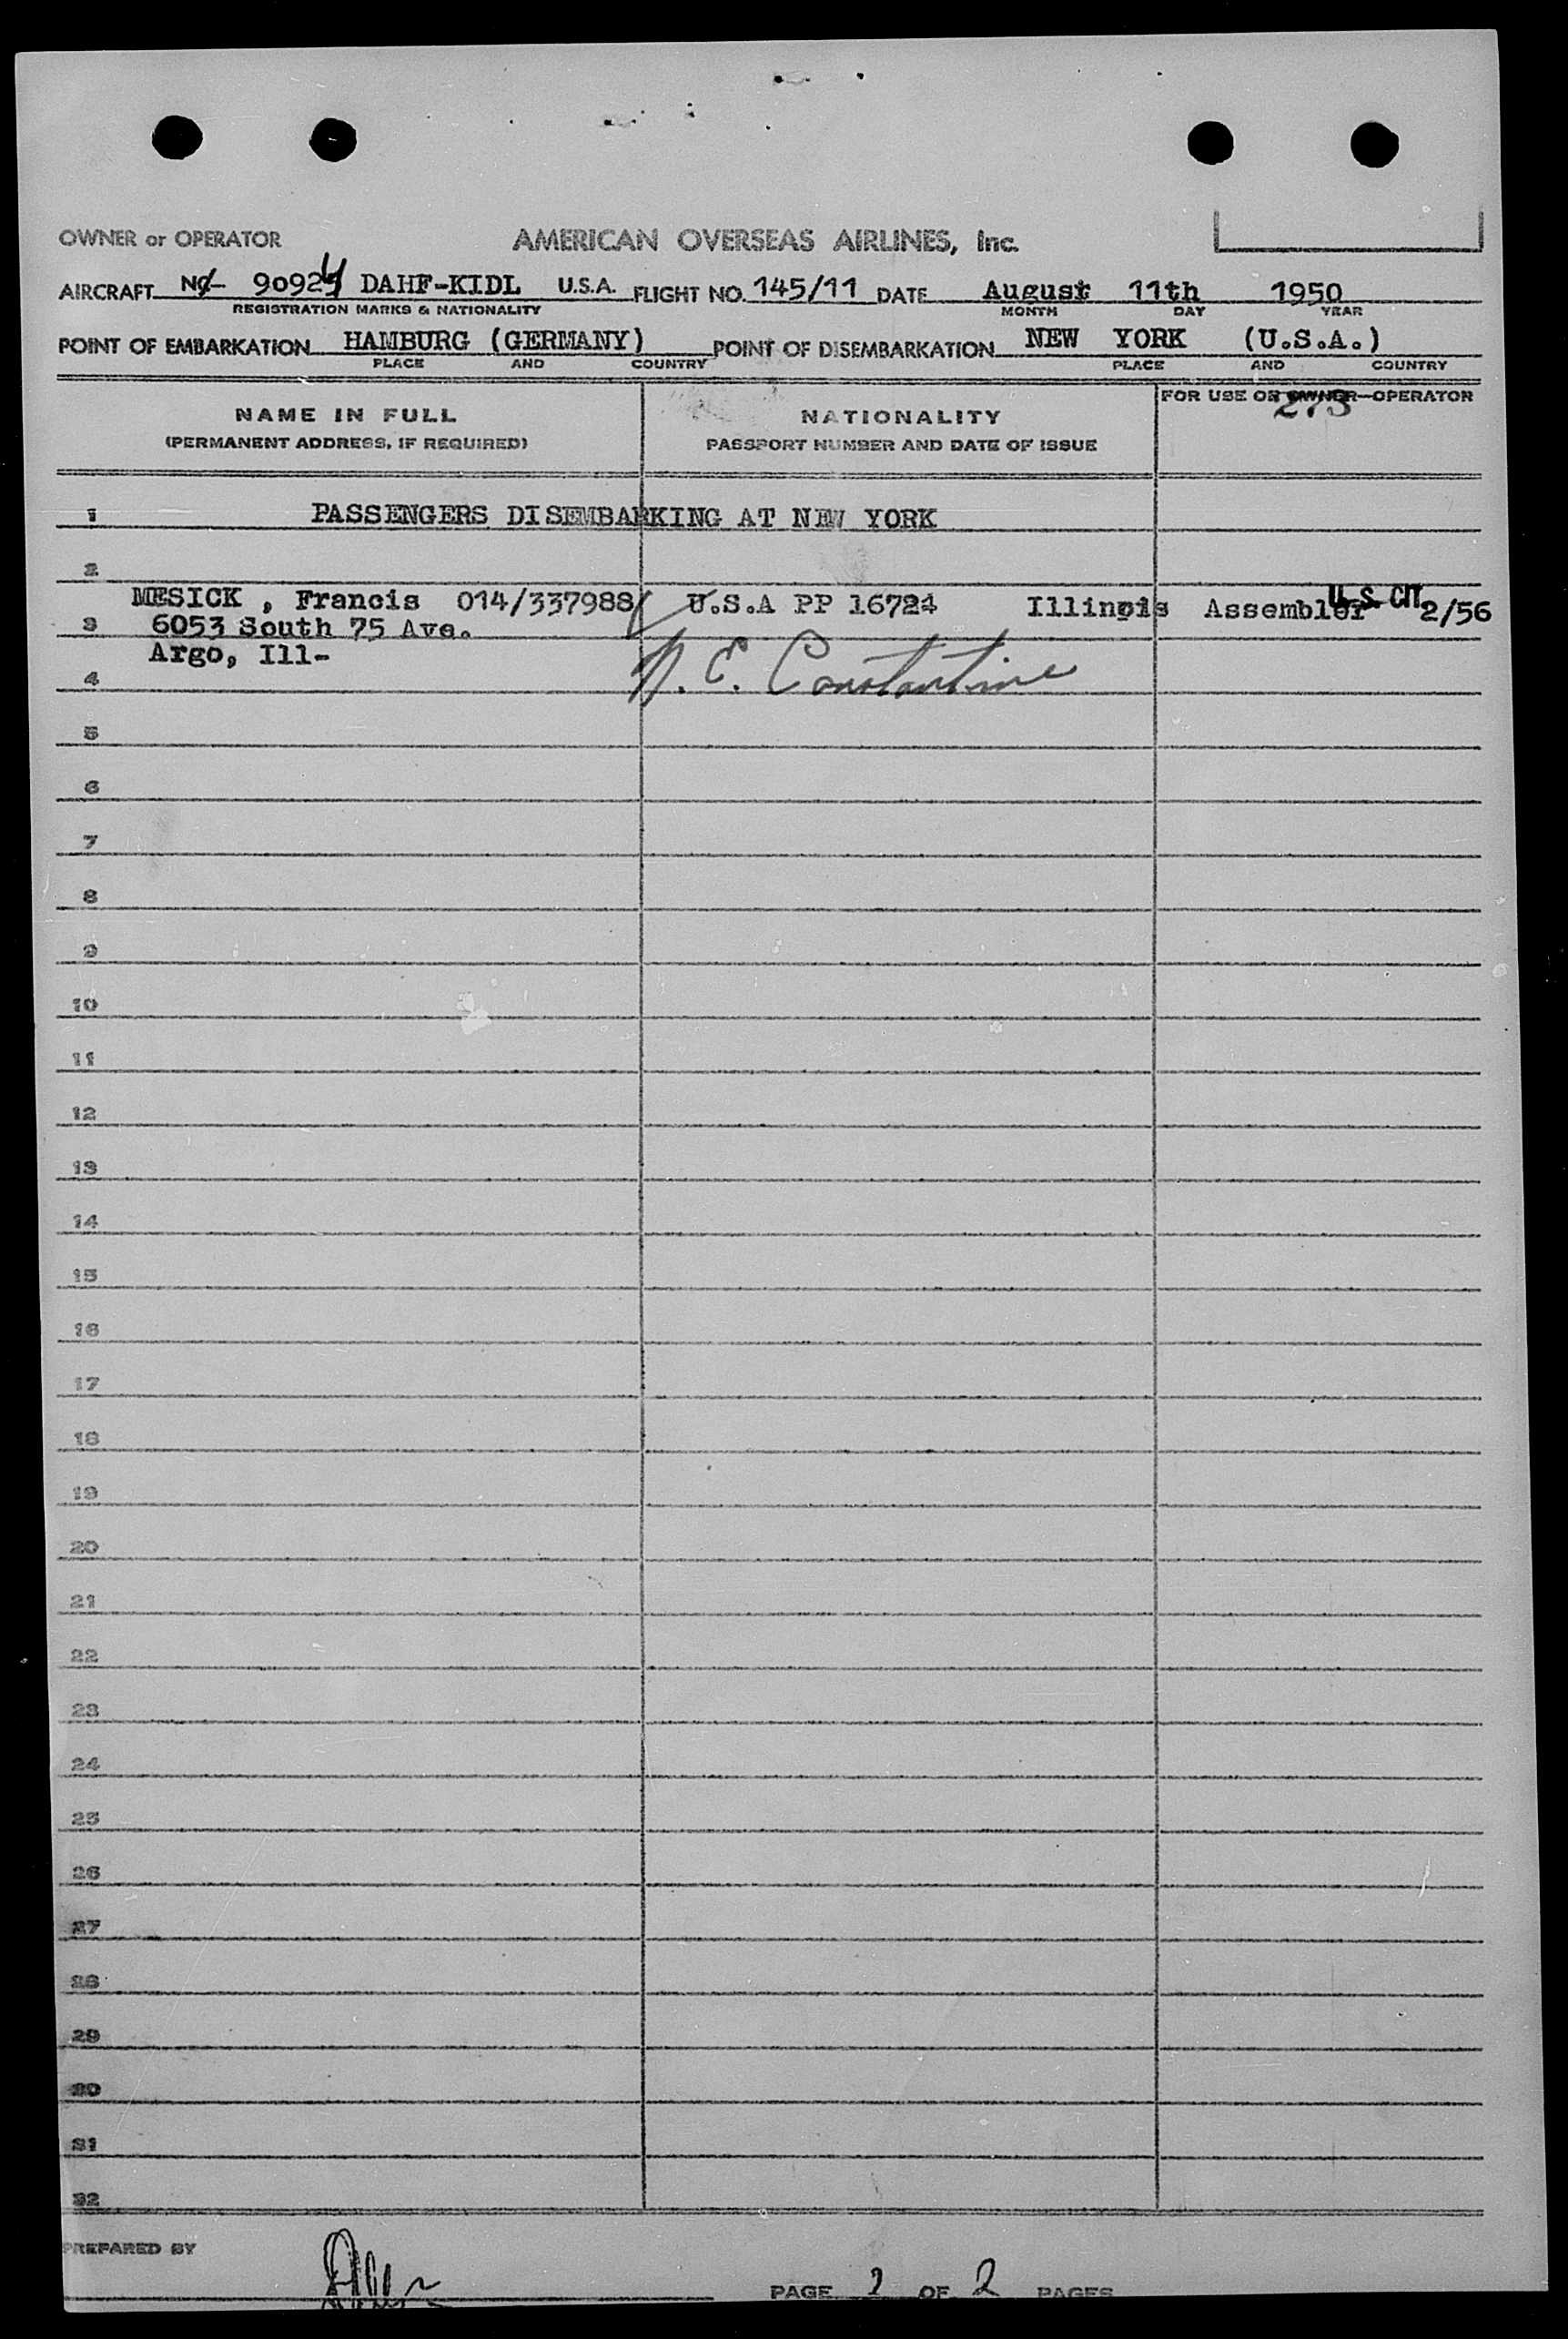 OWNER or OPERATOR AMERICAN OVERSEAS AIRLINES, Inc.
AIRCRAFT NC- 90924 DAHF-KIDL U.S.A. FLIGHT NO. 145/11 DATE August 11th 1950
REGISTRATION MARKS & NATIONALITY MONTH DAY YEAR
POINT OF EMBARKATION HAMBURG (GERMANY) POINT OF DISEMBARKATION NEW YORK (U.S.A.)
PLACE AND COUNTRY PLACE AND COUNTRY
NAME IN FULL
(PERMANENT ADDRESS, IF REQUIRED)
NATIONALITY
PASSPORT NUMBER AND DATE OF ISSUE
FOR USE OF OWNER—OPERATOR
273
1 PASSENGERS DISEMBARKING AT NEW YORK
2
MESICK , Francis 014/337988 U.S.A PP 16724 Illinois Assembler U.S. CIT. 2/56
3 6053 South 75 Ave.
Argo, Ill-
4 N. E. Constantine
5
6
7
8
9
10
11
12
13
14
15
16
17
18
19
20
21
22
23
24
25
26
27
28
29
30
31
32
PREPARED BY
PAGE 2 OF 2 PAGES